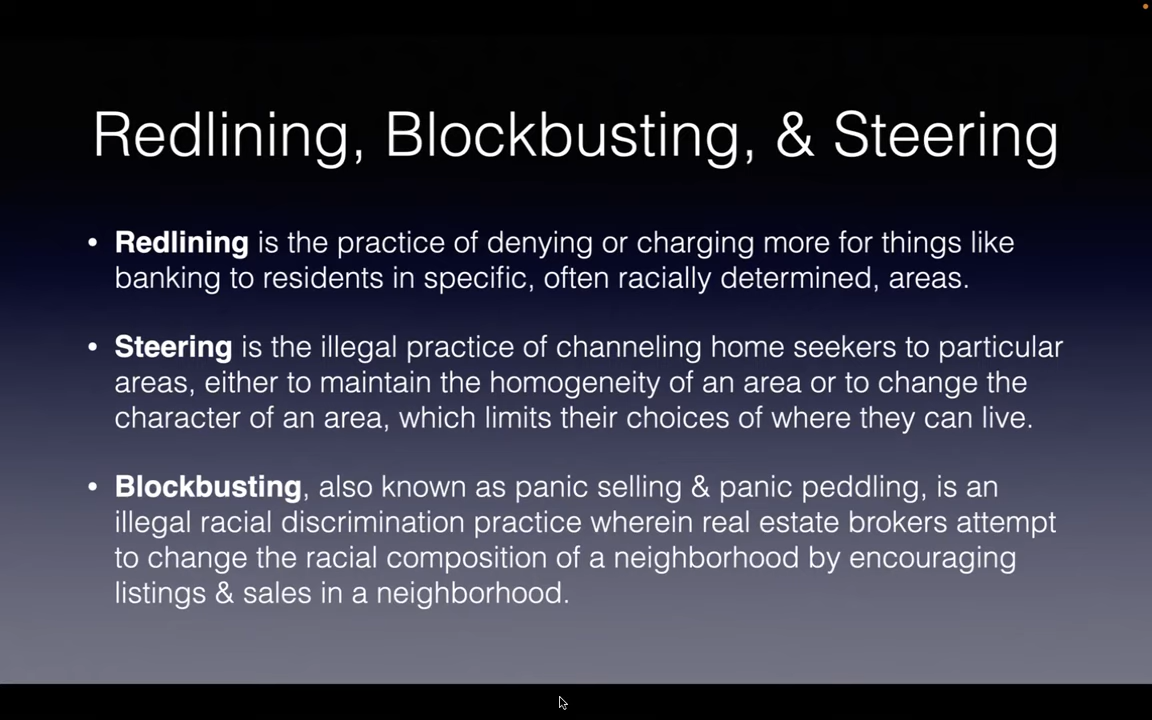 Redlining, Blockbusting, & Steering
• Redlining is the practice of denying or charging more for things like
banking to residents in specific, often racially determined, areas.
• Steering is the illegal practice of channeling home seekers to particular
areas, either to maintain the homogeneity of an area or to change the
character of an area, which limits their choices of where they can live.
• Blockbusting, also known as panic selling & panic peddling, is an
illegal racial discrimination practice wherein real estate brokers attempt
to change the racial composition of a neighborhood by encouraging
listings & sales in a neighborhood.